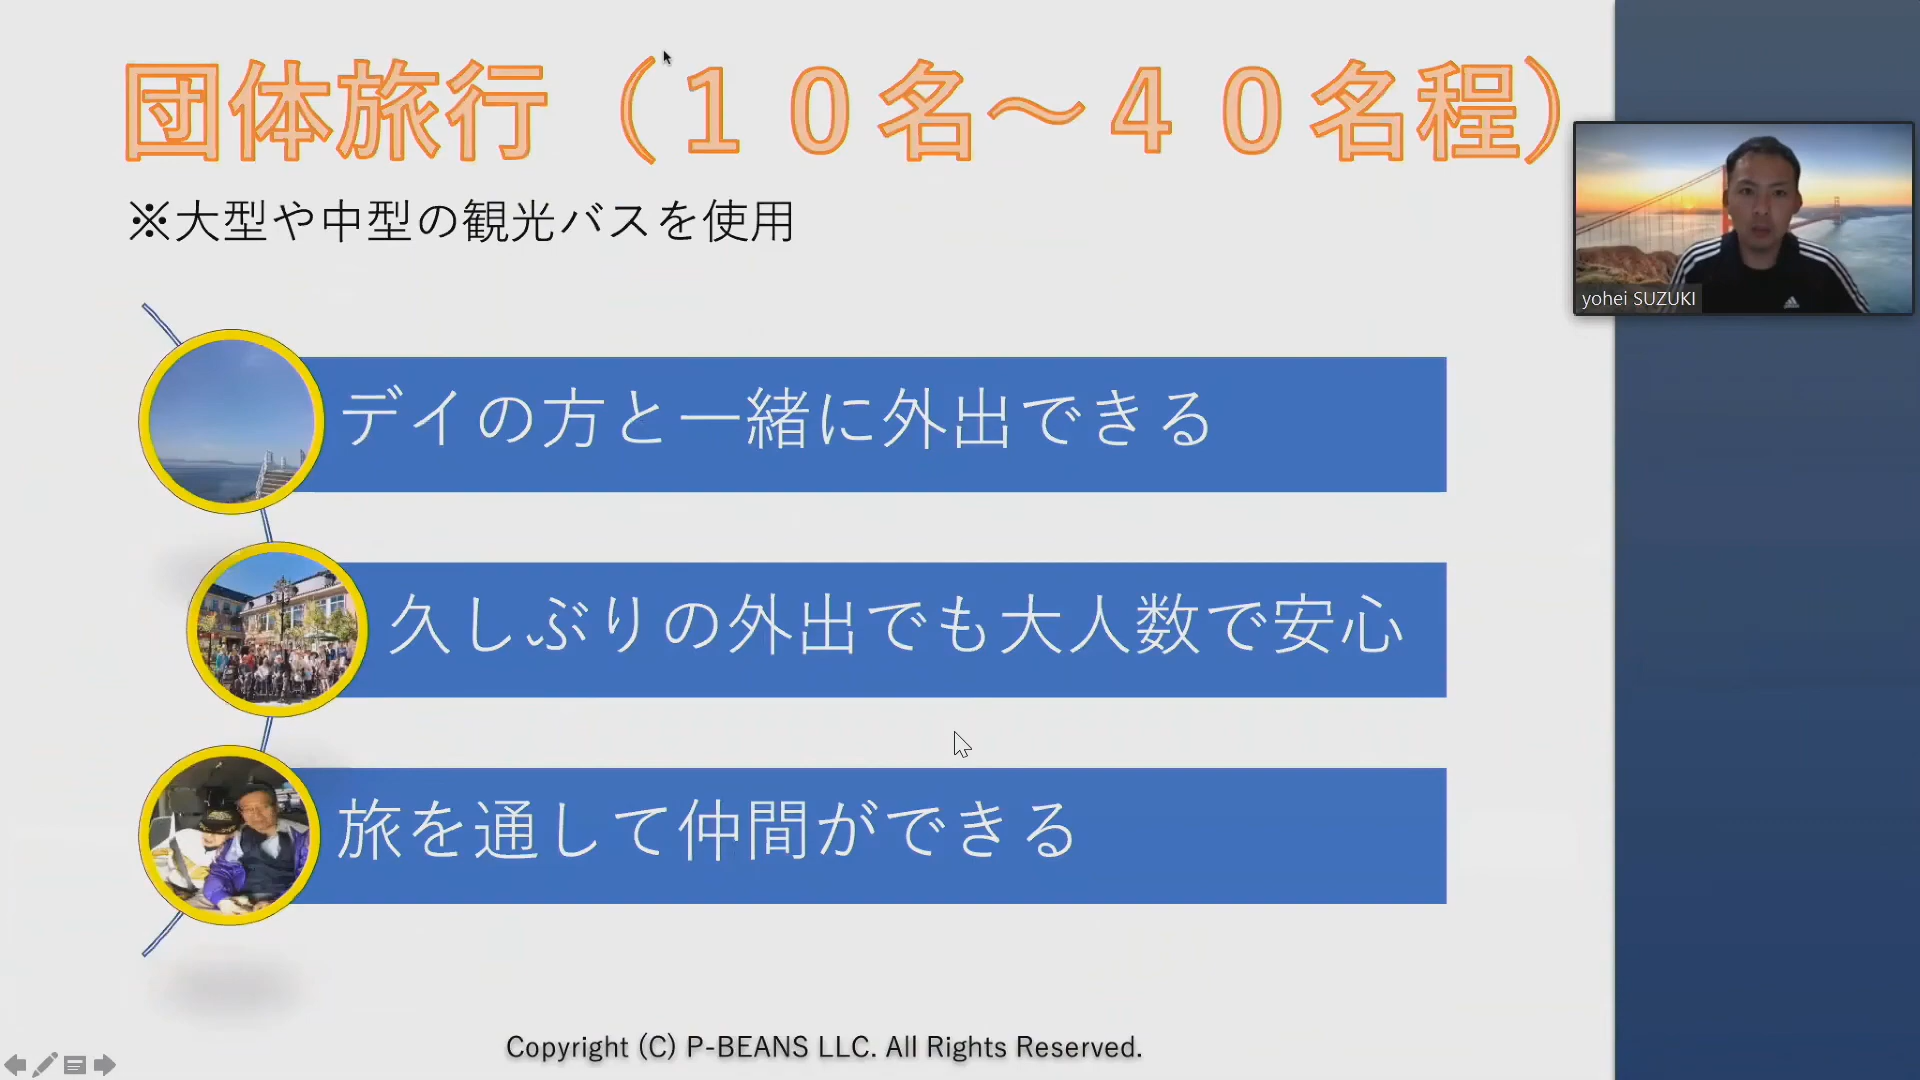 団体旅行（１０名～４０名程）
※大型や中型の観光バスを使用
yohei SUZUKI
デイの方と一緒に外出できる
久しぶりの外出でも大人数で安心
旅を通して仲間ができる
Copyright (C) P-BEANS LLC. All Rights Reserved.